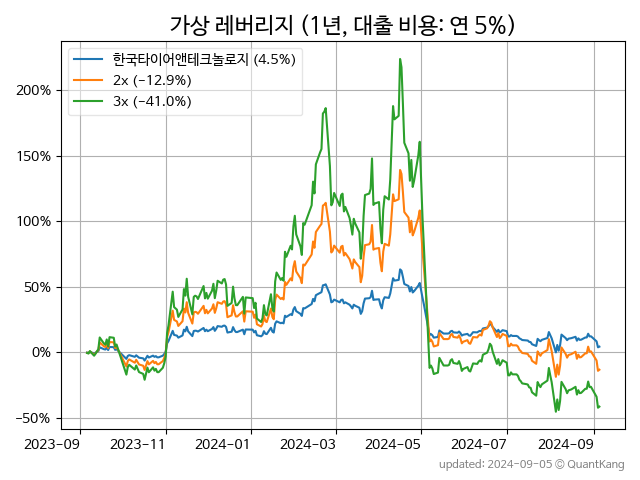 가상 레버리지 (1년, 대출 비용: 연 5%)
한국타이어앤테크놀로지 (4.5%)
2x (−12.9%)
3x (−41.0%)
200%
150%
100%
50%
0%
−50%
2023-09 2023-11 2024-01 2024-03 2024-05 2024-07 2024-09
updated: 2024-09-05 © QuantKang